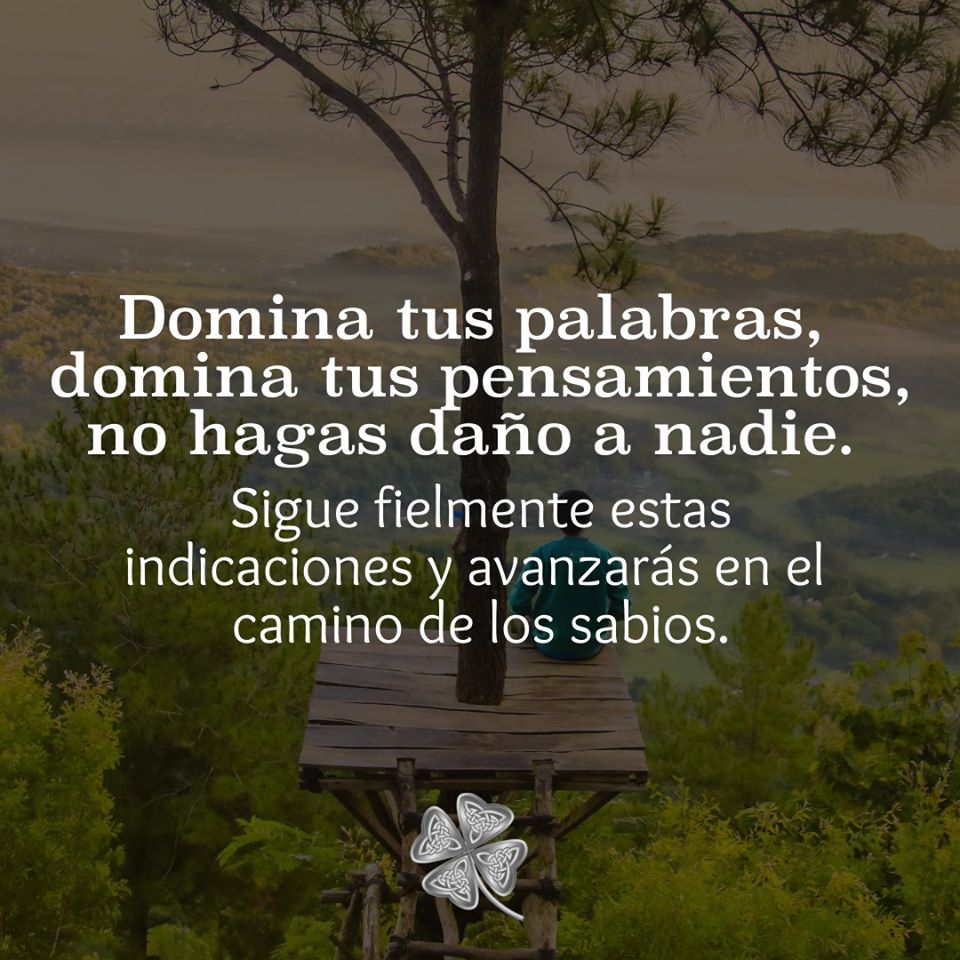 Domina tus palabras,
domina tus pensamientos,
no hagas daño a nadie.
Sigue fielmente estas
indicaciones y avanzarás en el
camino de los sabios.